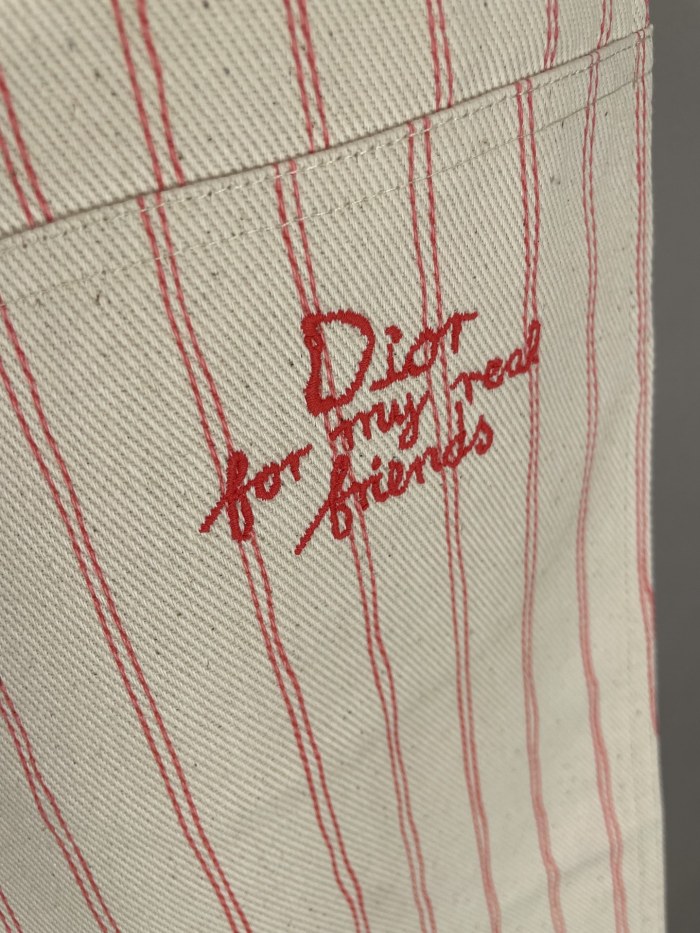 Dior
for my real
friends